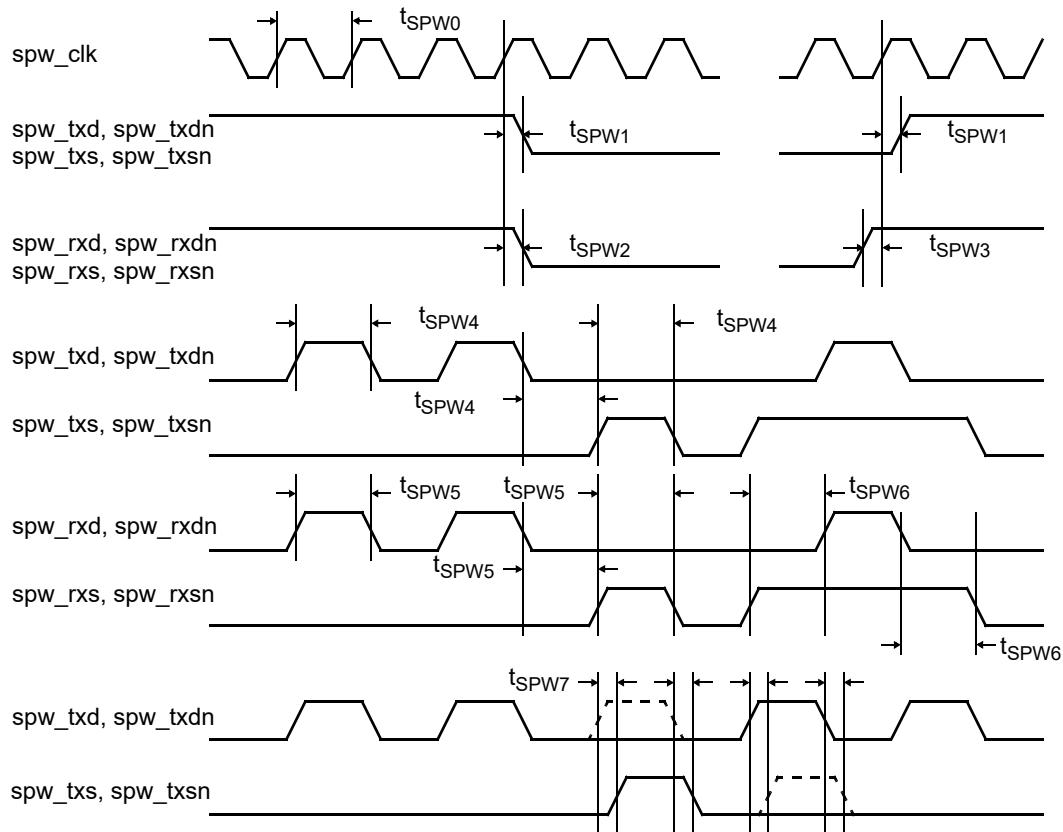 tSPW0
spw_clk
spw_txd, spw_txdn
spw_txs, spw_txsn
tSPW1
tSPW1
spw_rxd, spw_rxdn
spw_rxs, spw_rxsn
tSPW2
tSPW3
tSPW4
tSPW4
spw_txd, spw_txdn
tSPW4
spw_txs, spw_txsn
tSPW5
tSPW5
tSPW6
spw_rxd, spw_rxdn
tSPW5
spw_rxs, spw_rxsn
tSPW6
tSPW7
spw_txd, spw_txdn
spw_txs, spw_txsn